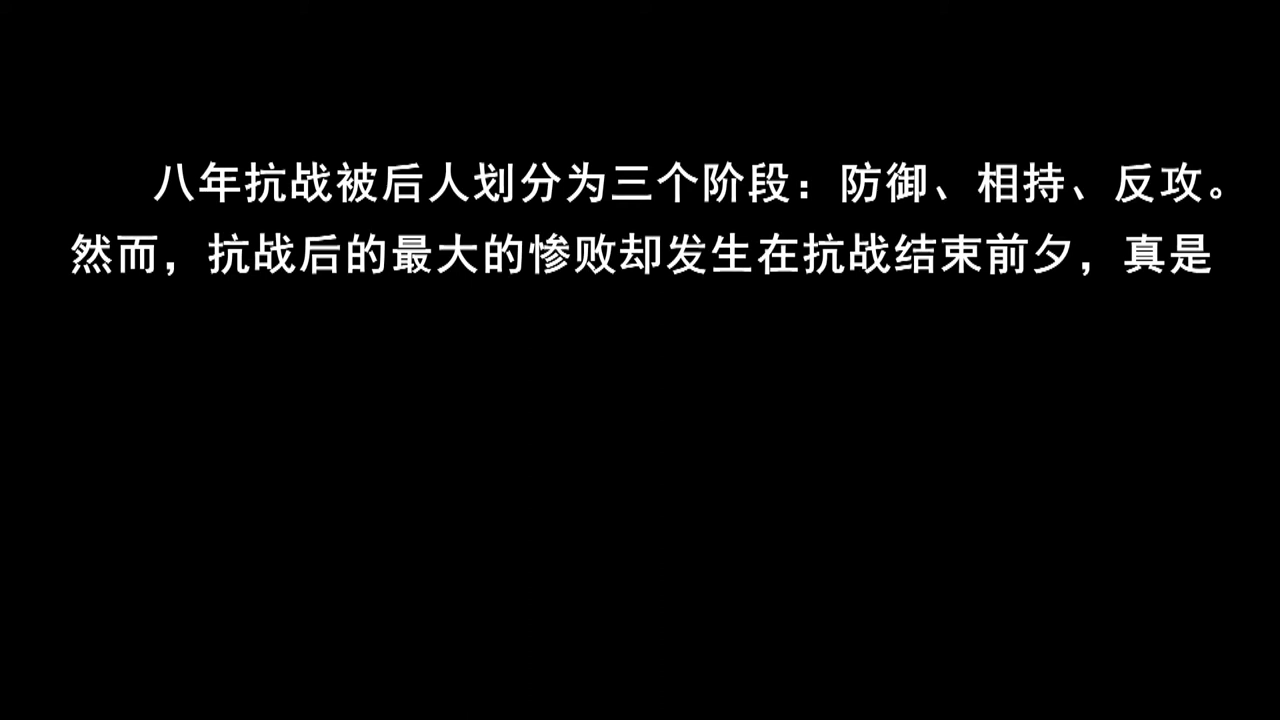 八年抗战被后人划分为三个阶段：防御、相持、反攻。
然而，抗战后的最大的惨败却发生在抗战结束前夕，真是